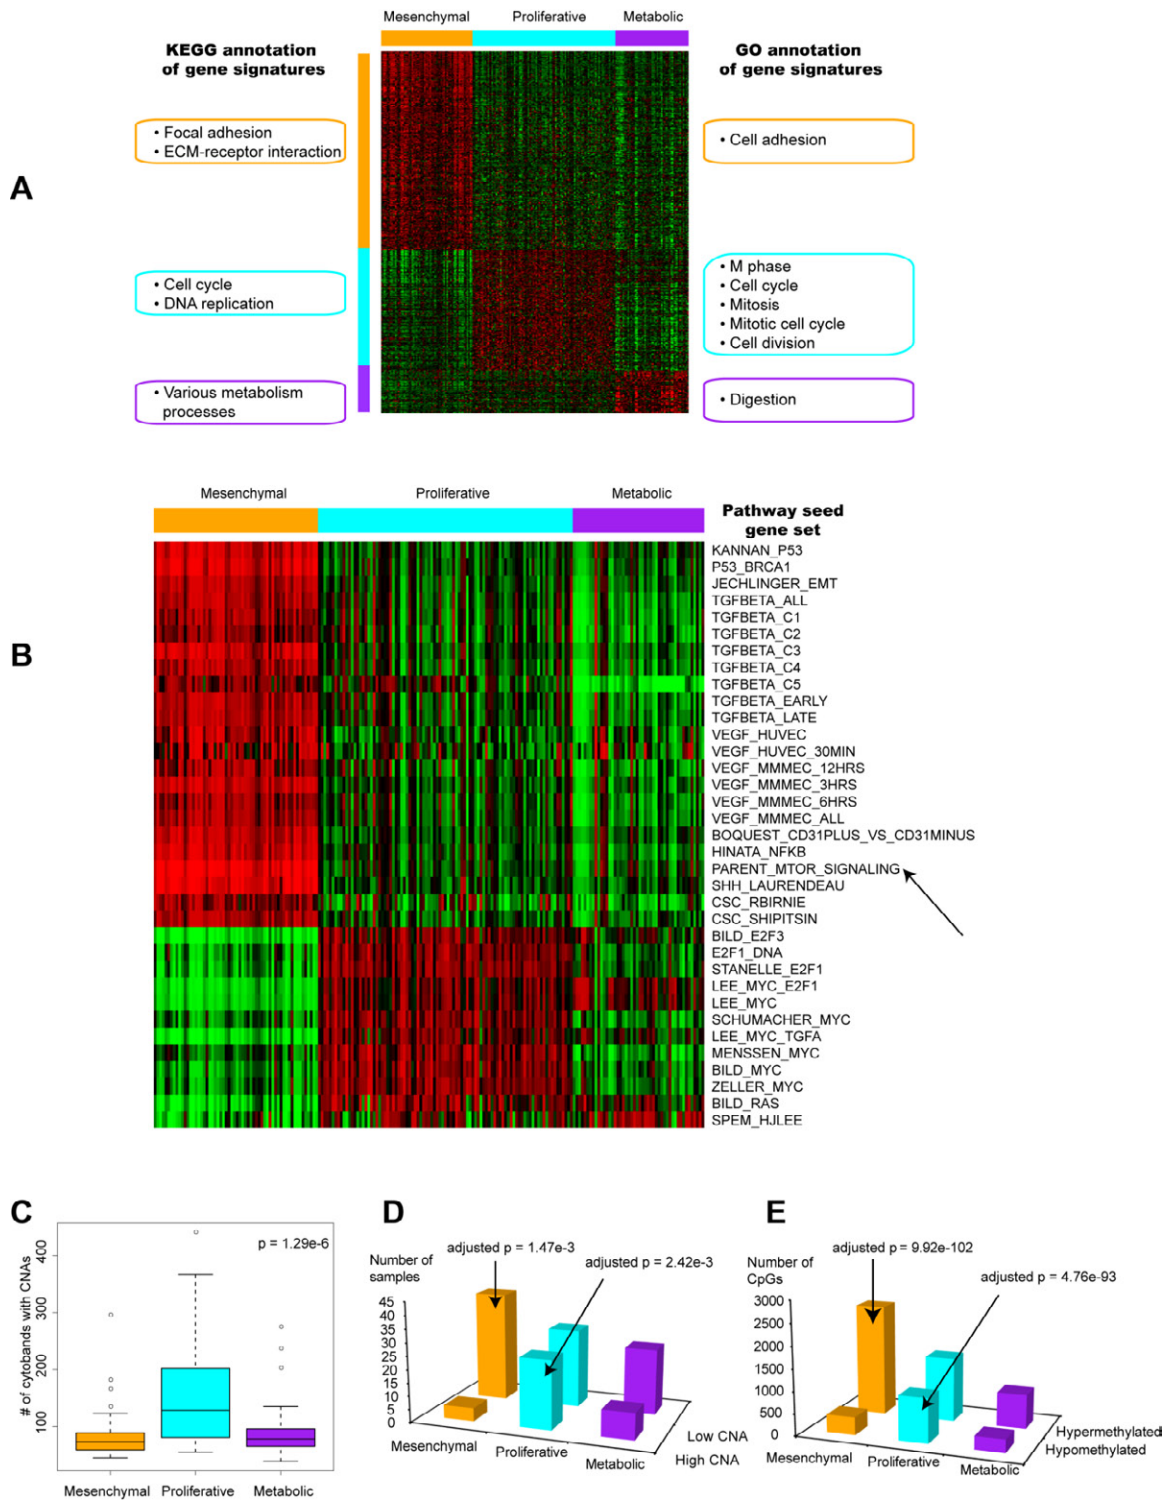 Mesenchymal Proliferative Metabolic
KEGG annotation
of gene signatures
GO annotation
of gene signatures
• Focal adhesion
• ECM-receptor interaction
• Cell adhesion
A
• Cell cycle
• DNA replication
• M phase
• Cell cycle
• Mitosis
• Mitotic cell cycle
• Cell division
• Various metabolism
processes
• Digestion
Mesenchymal Proliferative Metabolic
Pathway seed
gene set
B
KANNAN_P53
P53_BRCA1
JECHLINGER_EMT
TGFBETA_ALL
TGFBETA_C1
TGFBETA_C2
TGFBETA_C3
TGFBETA_C4
TGFBETA_C5
TGFBETA_EARLY
TGFBETA_LATE
VEGF_HUVEC
VEGF_HUVEC_30MIN
VEGF_MMMEC_12HRS
VEGF_MMMEC_3HRS
VEGF_MMMEC_6HRS
VEGF_MMMEC_ALL
BOQUEST_CD31PLUS_VS_CD31MINUS
HINATA_NFKB
PARENT_MTOR_SIGNALING
SHH_LAURENDEAU
CSC_RBIRNIE
CSC_SHIPITSIN
BILD_E2F3
E2F1_DNA
STANELLE_E2F1
LEE_MYC_E2F1
LEE_MYC
SCHUMACHER_MYC
LEE_MYC_TGFA
MENSSEN_MYC
BILD_MYC
ZELLER_MYC
BILD_RAS
SPEM_HJLEE
C
# of cytobands with CNAs
400
300
200
100
p = 1.29e-6
Mesenchymal Proliferative Metabolic
D
Number of
samples
adjusted p = 1.47e-3
adjusted p = 2.42e-3
45
40
35
30
25
20
15
10
5
0
Mesenchymal
Proliferative
Metabolic
Low CNA
High CNA
E
Number of
CpGs
adjusted p = 9.92e-102
adjusted p = 4.76e-93
3000
2500
2000
1500
1000
500
0
Mesenchymal
Proliferative
Metabolic
Hypermethylated
Hypomethylated